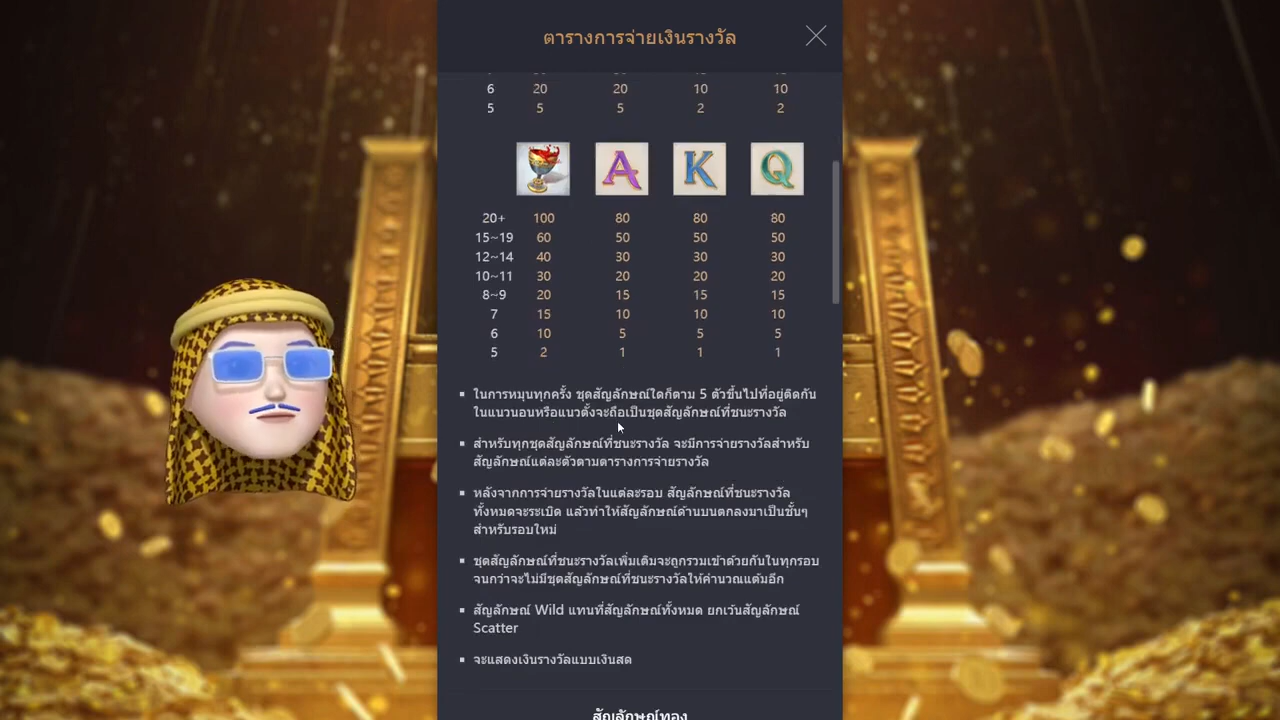 ตารางการจ่ายเงินรางวัล
6 20 20 10 10
5 5 5 2 2
A K Q
20+ 100 80 80 80
15~19 60 50 50 50
12~14 40 30 30 30
10~11 30 20 20 20
8~9 20 15 15 15
7 15 10 10 10
6 10 5 5 5
5 2 1 1 1
▪ ในการหมุนทุกครั้ง ชุดสัญลักษณ์ใดก็ตาม 5 ตัวขึ้นไปที่อยู่ติดกัน
ในแนวนอนหรือแนวตั้งจะถือเป็นชุดสัญลักษณ์ที่ชนะรางวัล
▪ สำหรับทุกชุดสัญลักษณ์ที่ชนะรางวัล จะมีการจ่ายรางวัลสำหรับ
สัญลักษณ์แต่ละตัวตามตารางการจ่ายรางวัล
▪ หลังจากการจ่ายรางวัลในแต่ละรอบ สัญลักษณ์ที่ชนะรางวัล
ทั้งหมดจะระเบิด แล้วทำให้สัญลักษณ์ด้านบนตกลงมาเป็นชั้นๆ
สำหรับรอบใหม่
▪ ชุดสัญลักษณ์ที่ชนะรางวัลเพิ่มเติมจะถูกรวมเข้าด้วยกันในทุกรอบ
จนกว่าจะไม่มีชุดสัญลักษณ์ที่ชนะรางวัลให้คำนวณแต้มอีก
▪ สัญลักษณ์ Wild แทนที่สัญลักษณ์ทั้งหมด ยกเว้นสัญลักษณ์
Scatter
▪ จะแสดงเงินรางวัลแบบเงินสด
สัญลักษณ์ทอง